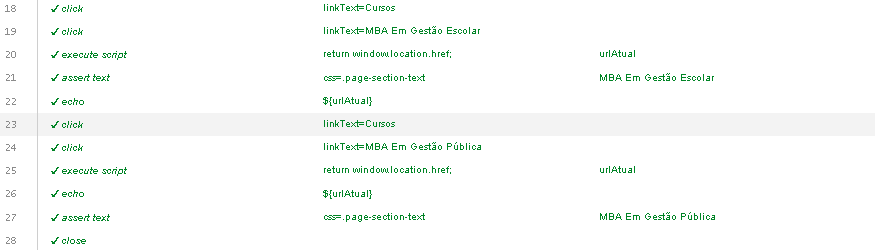 18 ✓ click linkText=Cursos
19 ✓ click linkText=MBA Em Gestão Escolar
20 ✓ execute script return window.location.href; urlAtual
21 ✓ assert text css=.page-section-text MBA Em Gestão Escolar
22 ✓ echo ${urlAtual}
23 ✓ click linkText=Cursos
24 ✓ click linkText=MBA Em Gestão Pública
25 ✓ execute script return window.location.href; urlAtual
26 ✓ echo ${urlAtual}
27 ✓ assert text css=.page-section-text MBA Em Gestão Pública
28 ✓ close